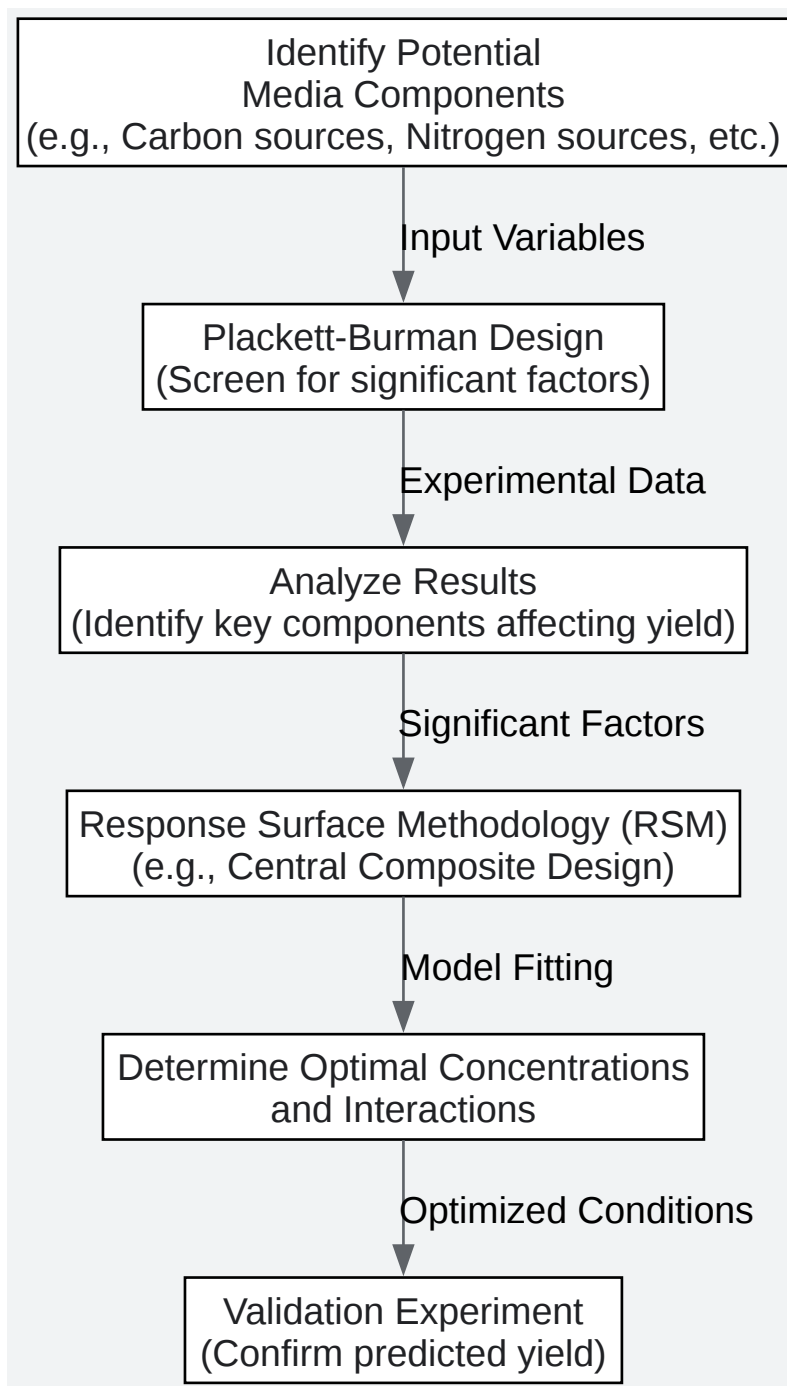 Identify Potential
Media Components
(e.g., Carbon sources, Nitrogen sources, etc.)
Input Variables
Plackett-Burman Design
(Screen for significant factors)
Experimental Data
Analyze Results
(Identify key components affecting yield)
Significant Factors
Response Surface Methodology (RSM)
(e.g., Central Composite Design)
Model Fitting
Determine Optimal Concentrations
and Interactions
Optimized Conditions
Validation Experiment
(Confirm predicted yield)